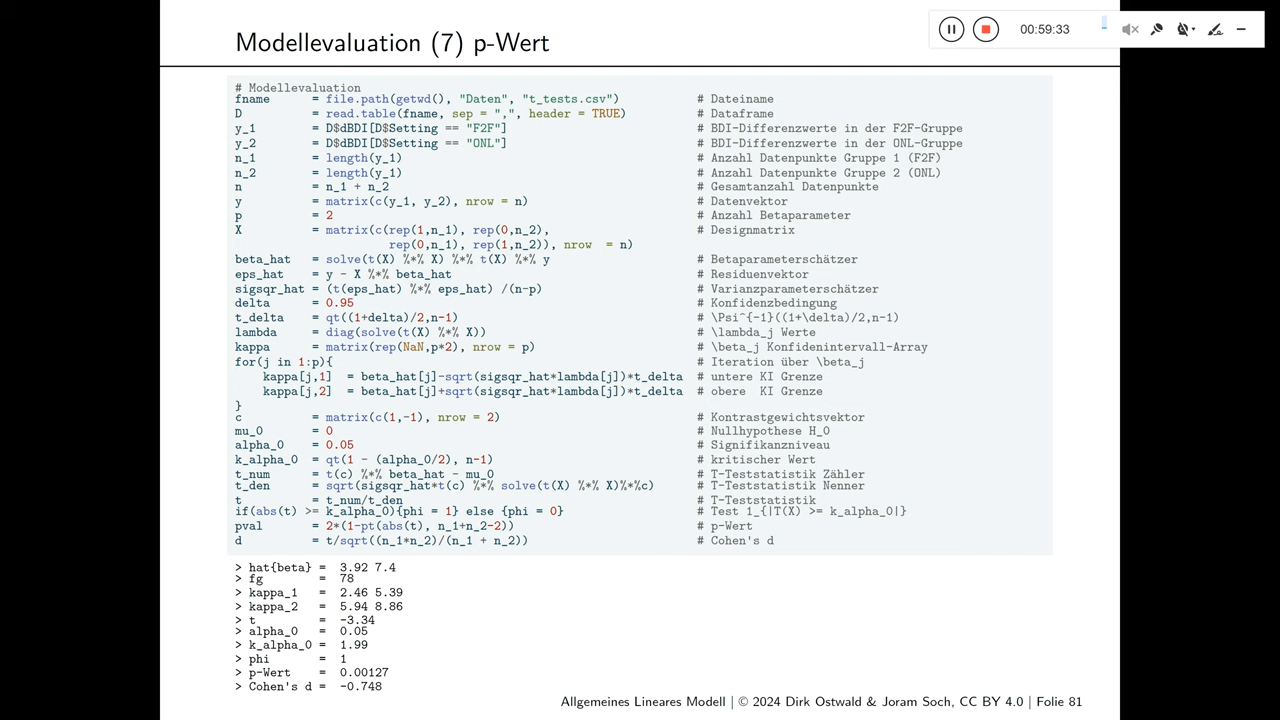 00:59:33
Modellevaluation (7) p-Wert
# Modellevaluation
fname = file.path(getwd(), "Daten", "t_tests.csv") # Dateiname
D = read.table(fname, sep = ",", header = TRUE) # Dataframe
y_1 = D$dBDI[D$Setting == "F2F"] # BDI-Differenzwerte in der F2F-Gruppe
y_2 = D$dBDI[D$Setting == "ONL"] # BDI-Differenzwerte in der ONL-Gruppe
n_1 = length(y_1) # Anzahl Datenpunkte Gruppe 1 (F2F)
n_2 = length(y_1) # Anzahl Datenpunkte Gruppe 2 (ONL)
n = n_1 + n_2 # Gesamtanzahl Datenpunkte
y = matrix(c(y_1, y_2), nrow = n) # Datenvektor
p = 2 # Anzahl Betaparameter
X = matrix(c(rep(1,n_1), rep(0,n_2), # Designmatrix
rep(0,n_1), rep(1,n_2)), nrow = n)
beta_hat = solve(t(X) %*% X) %*% t(X) %*% y # Betaparameterschätzer
eps_hat = y - X %*% beta_hat # Residuenvektor
sigsqr_hat = (t(eps_hat) %*% eps_hat) /(n-p) # Varianzparameterschätzer
delta = 0.95 # Konfidenzbedingung
t_delta = qt((1+delta)/2,n-1) # \Psi^{-1}((1+\delta)/2,n-1)
lambda = diag(solve(t(X) %*% X)) # \lambda_j Werte
kappa = matrix(rep(NaN,p*2), nrow = p) # \beta_j Konfidenintervall-Array
for(j in 1:p){ # Iteration über \beta_j
kappa[j,1] = beta_hat[j]-sqrt(sigsqr_hat*lambda[j])*t_delta # untere KI Grenze
kappa[j,2] = beta_hat[j]+sqrt(sigsqr_hat*lambda[j])*t_delta # obere KI Grenze
}
c = matrix(c(1,-1), nrow = 2) # Kontrastgewichtsvektor
mu_0 = 0 # Nullhypothese H_0
alpha_0 = 0.05 # Signifikanzniveau
k_alpha_0 = qt(1 - (alpha_0/2), n-1) # kritischer Wert
t_num = t(c) %*% beta_hat - mu_0 # T-Teststatistik Zähler
t_den = sqrt(sigsqr_hat*t(c) %*% solve(t(X) %*% X)%*%c) # T-Teststatistik Nenner
t = t_num/t_den # T-Teststatistik
if(abs(t) >= k_alpha_0){phi = 1} else {phi = 0} # Test 1_{|T(X) >= k_alpha_0|}
pval = 2*(1-pt(abs(t), n_1+n_2-2)) # p-Wert
d = t/sqrt((n_1*n_2)/(n_1 + n_2)) # Cohen's d
> hat{beta} = 3.92 7.4
> fg = 78
> kappa_1 = 2.46 5.39
> kappa_2 = 5.94 8.86
> t = -3.34
> alpha_0 = 0.05
> k_alpha_0 = 1.99
> phi = 1
> p-Wert = 0.00127
> Cohen's d = -0.748
Allgemeines Lineares Modell | © 2024 Dirk Ostwald & Joram Soch, CC BY 4.0 | Folie 81